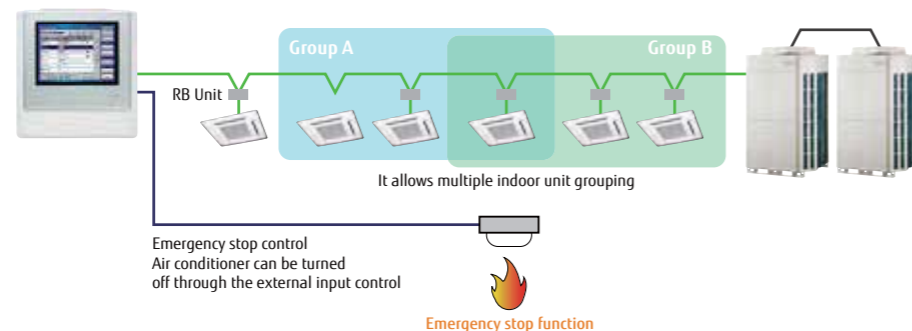 Group A
Group B
RB Unit
It allows multiple indoor unit grouping
Emergency stop control
Air conditioner can be turned
off through the external input control
Emergency stop function